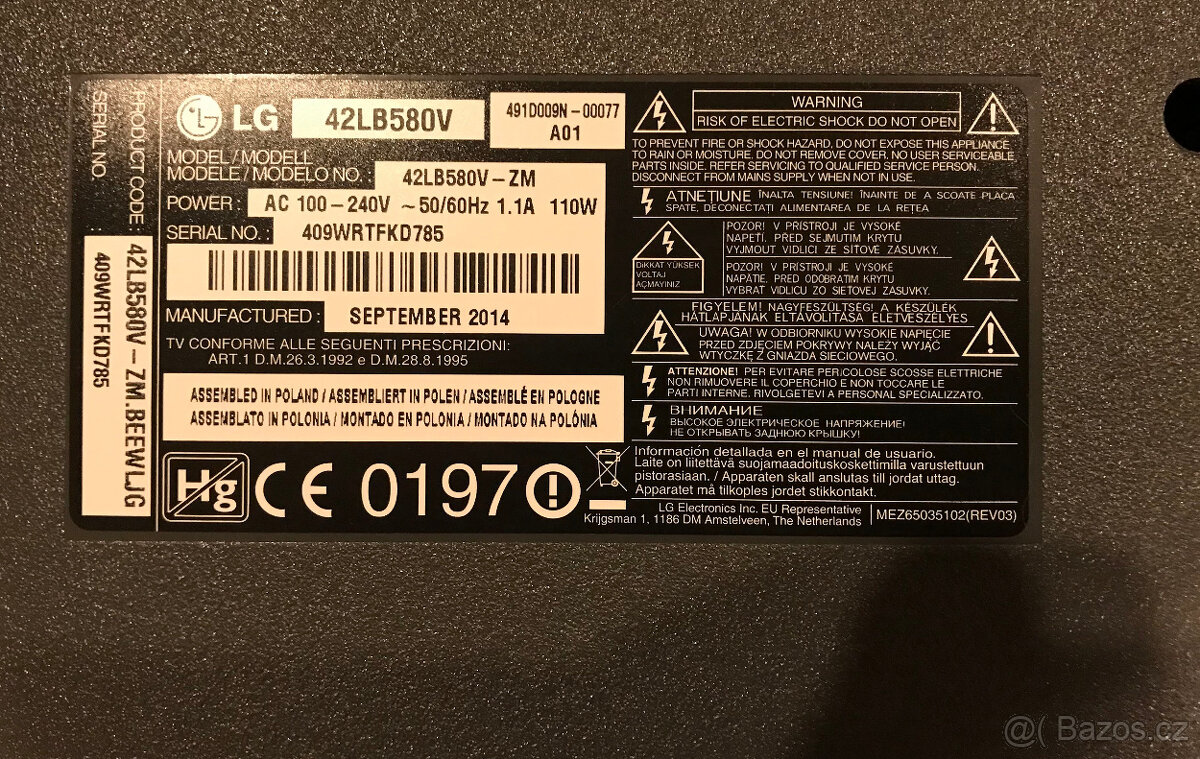 PRODUCT CODE : 42LB580V-ZM.BEEWLJG
SERIAL NO. : 409WRTFKD785
LG 42LB580V
491D009N-00077
A01
MODEL / MODELL
MODELE / MODELO NO. : 42LB580V-ZM
POWER : AC 100-240V ~50/60Hz 1.1A 110W
SERIAL NO. : 409WRTFKD785
MANUFACTURED : SEPTEMBER 2014
TV CONFORME ALLE SEGUENTI PRESCRIZIONI:
ART.1 D.M.26.3.1992 e D.M.28.8.1995
ASSEMBLED IN POLAND / ASSEMBLIERT IN POLEN / ASSEMBLÉ EN POLOGNE
ASSEMBLATO IN POLONIA / MONTADO EN POLONIA / MONTADO NA POLÓNIA
Hg CE 0197
WARNING
RISK OF ELECTRIC SHOCK DO NOT OPEN
TO PREVENT FIRE OR SHOCK HAZARD, DO NOT EXPOSE THIS APPLIANCE
TO RAIN OR MOISTURE. DO NOT REMOVE COVER, NO USER SERVICEABLE
PARTS INSIDE. REFER SERVICING TO QUALIFIED SERVICE PERSON.
DISCONNECT FROM MAINS SUPPLY WHEN NOT IN USE.
ATNEȚIUNE ÎNALTA TENSIUNE! ÎNAINTE DE A SCOATE PLACA
SPATE, DECONECTAȚI ALIMENTAREA DE LA REȚEA
DİKKAT YÜKSEK
VOLTAJ
AÇMAYINIZ
POZOR! V PŘÍSTROJI JE VYSOKÉ
NAPĚTÍ. PŘED SEJMUTIM KRYTU
VYJMOUT VIDLICI ZE SÍŤOVÉ ZÁSUVKY.
POZOR! V PRÍSTROJI JE VYSOKÉ
NAPÄTIE. PRED ODOBRATIM KRYTU
VYBRAŤ VIDLICU ZO SIEŤOVEJ ZÁSUVKY.
FIGYELEM! NAGYFESZÜLTSÉG! A KÉSZÜLÉK
HÁTLAPJÁNAK ELTÁVOLÍTÁSA ÉLETVESZÉLYES
UWAGA! W ODBIORNIKU WYSOKIE NAPIĘCIE
PRZED ZDJĘCIEM POKRYWY NALEŻY WYJĄĆ
WTYCZKĘ Z GNIAZDA SIECIOWEGO.
ATTENZIONE! PER EVITARE PERICOLOSE SCOSSE ELETTRICHE
NON RIMUOVERE IL COPERCHIO E NON TOCCARE LE
PARTI INTERNE. RIVOLGETEVI A PERSONAL SPECIALIZZATO.
ВНИМАНИЕ
ВЫСОКОЕ ЭЛЕКТРИЧЕСКОЕ НАПРЯЖЕНИЕ!
НЕ ОТКРЫВАТЬ ЗАДНЮЮ КРЫШКУ!
Información detallada en el manual de usuario.
Laite on liitettävä suojamaadoituskoskettimilla varustettuun
pistorasiaan. / Apparaten skall anslutas till jordat uttag.
Apparatet må tilkoples jordet stikkontakt.
LG Electronics Inc. EU Representative
Krijgsman 1, 1186 DM Amstelveen, The Netherlands
MEZ65035102(REV03)
@( Bazos.cz